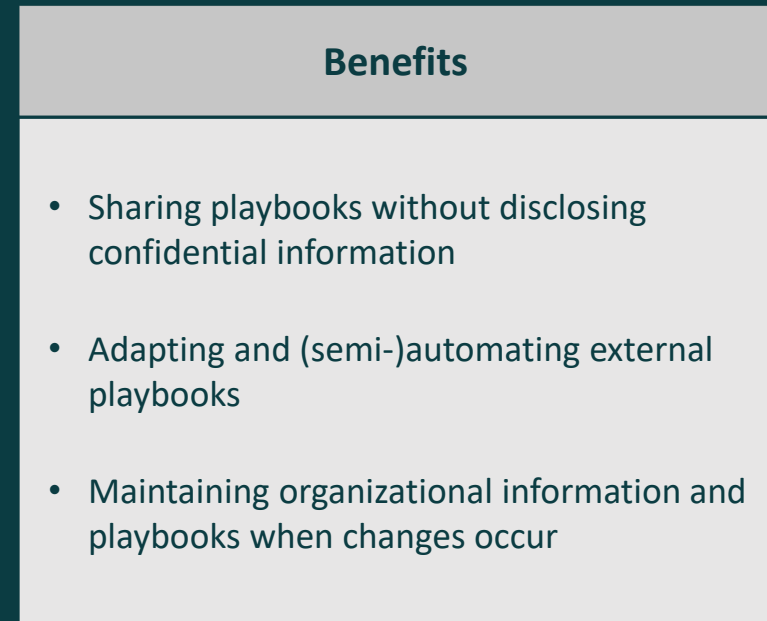 Benefits
• Sharing playbooks without disclosing
confidential information
• Adapting and (semi-)automating external
playbooks
• Maintaining organizational information and
playbooks when changes occur